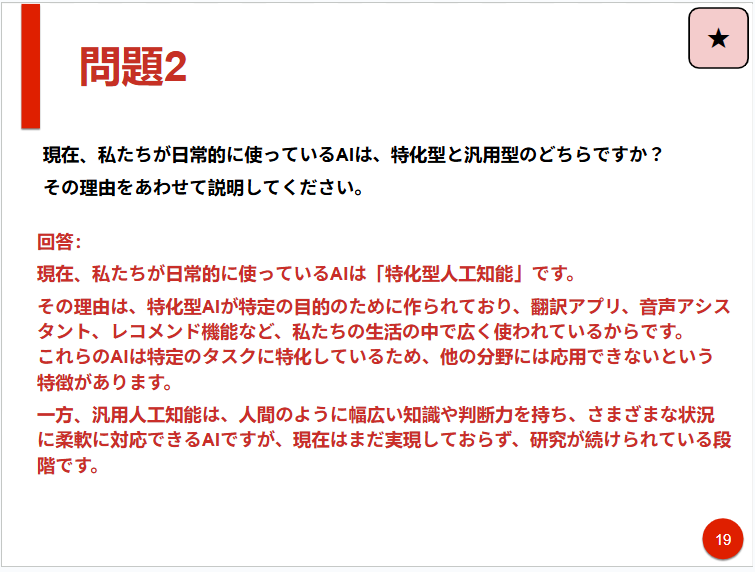 問題2
★
現在、私たちが日常的に使っているAIは、特化型と汎用型のどちらですか？
その理由をあわせて説明してください。
回答：
現在、私たちが日常的に使っているAIは「特化型人工知能」です。
その理由は、特化型AIが特定の目的のために作られており、翻訳アプリ、音声アシス
タント、レコメンド機能など、私たちの生活の中で広く使われているからです。
これらのAIは特定のタスクに特化しているため、他の分野には応用できないという
特徴があります。
一方、汎用人工知能は、人間のように幅広い知識や判断力を持ち、さまざまな状況
に柔軟に対応できるAIですが、現在はまだ実現しておらず、研究が続けられている段
階です。
19